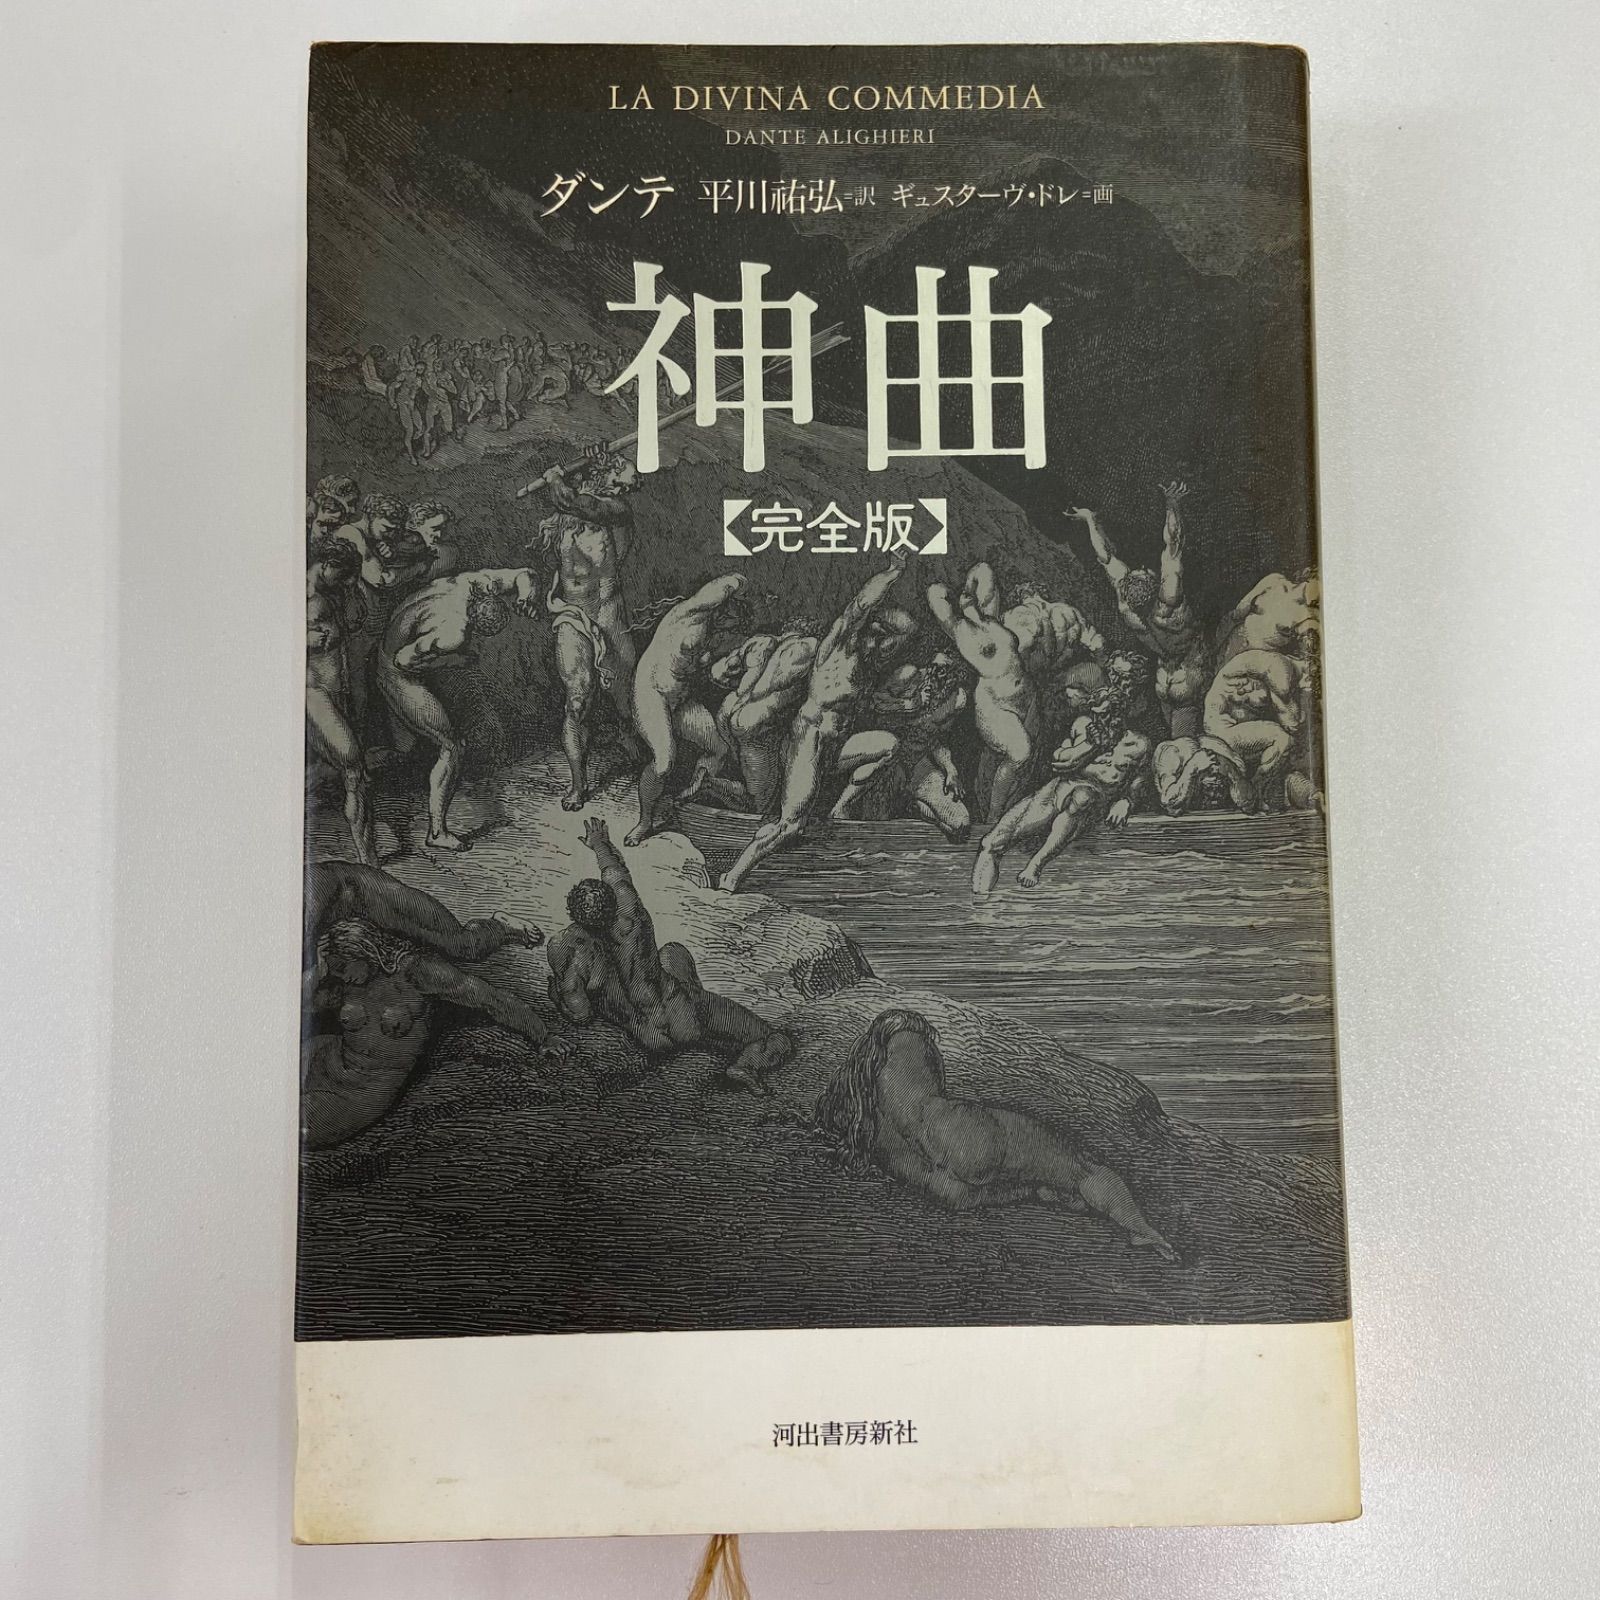 LA DIVINA COMMEDIA
DANTE ALIGHIERI
ダンテ 平川祐弘=訳 ギュスターヴ・ドレ=画
神曲
【完全版】
河出書房新社